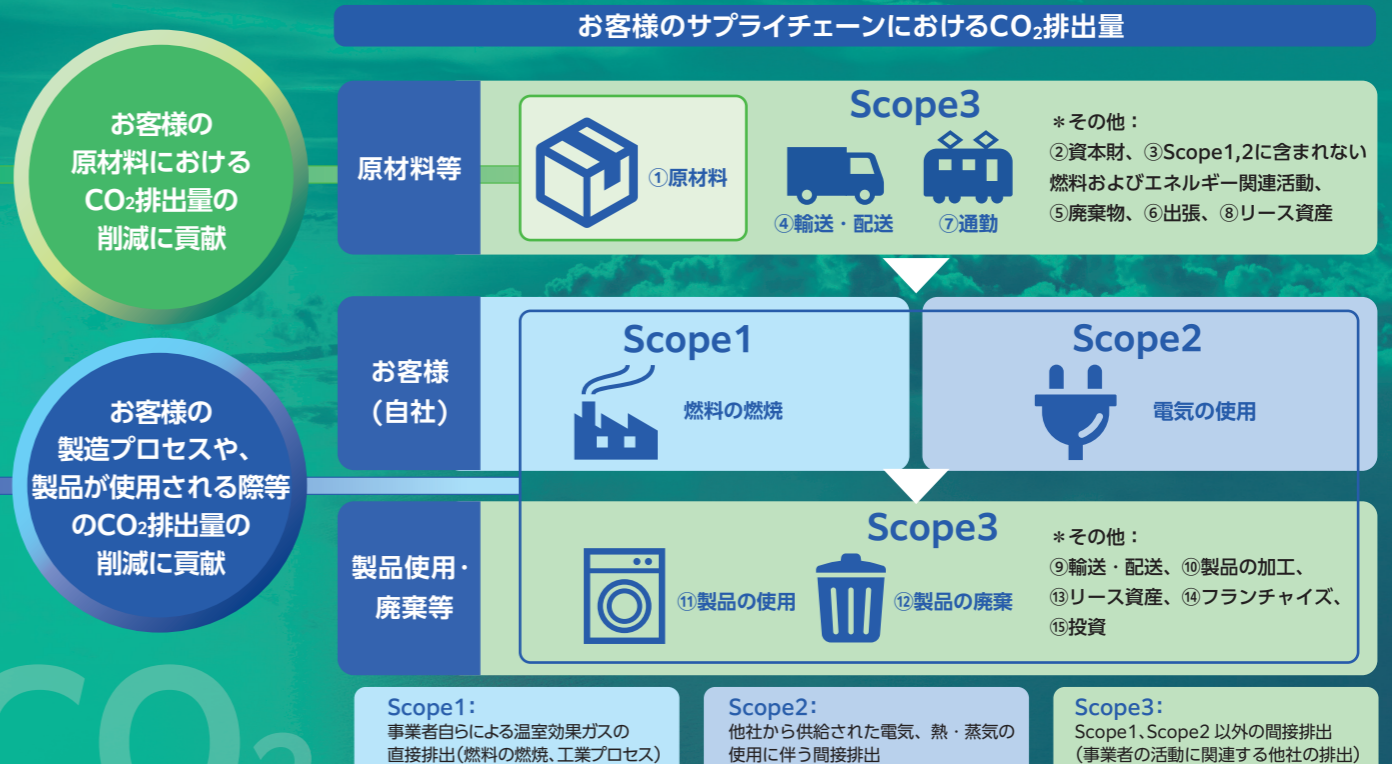 お客様のサプライチェーンにおけるCO₂排出量
お客様の
原材料における
CO₂排出量の
削減に貢献
原材料等
①原材料
Scope3
④輸送・配送
⑦通勤
＊その他：
②資本財、③Scope1,2に含まれない
燃料およびエネルギー関連活動、
⑤廃棄物、⑥出張、⑧リース資産
お客様
（自社）
Scope1
燃料の燃焼
Scope2
電気の使用
お客様の
製造プロセスや、
製品が使用される際等
のCO₂排出量の
削減に貢献
製品使用・
廃棄等
Scope3
⑪製品の使用
⑫製品の廃棄
＊その他：
⑨輸送・配送、⑩製品の加工、
⑬リース資産、⑭フランチャイズ、
⑮投資
CO₂
Scope1：
事業者自らによる温室効果ガスの
直接排出（燃料の燃焼、工業プロセス）
Scope2：
他社から供給された電気、熱・蒸気の
使用に伴う間接排出
Scope3：
Scope1、Scope2 以外の間接排出
（事業者の活動に関連する他社の排出）